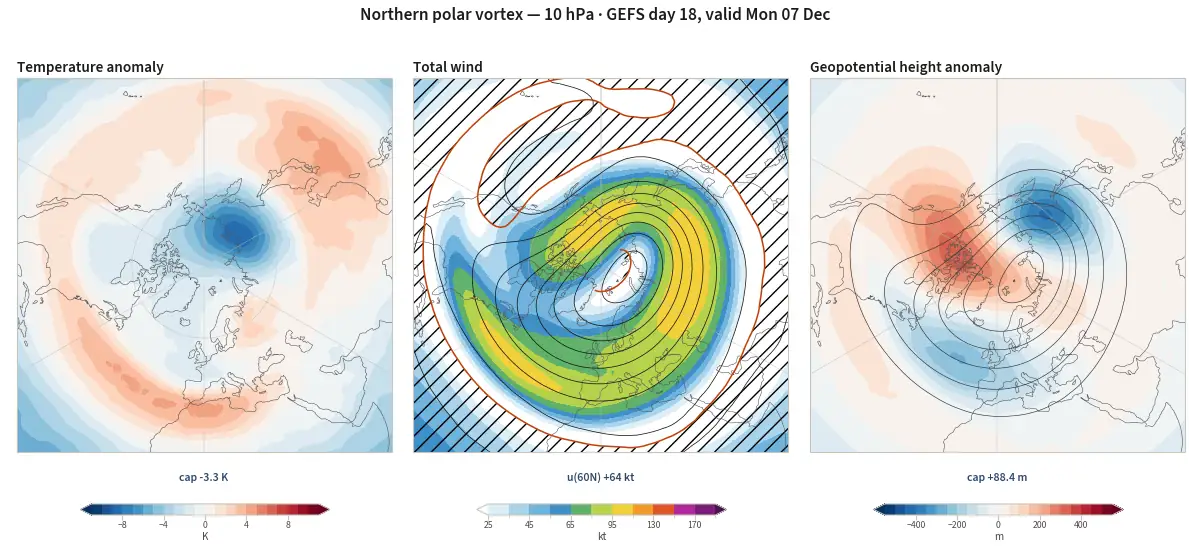 Northern polar vortex — 10 hPa · GEFS day 18, valid Mon 07 Dec
Temperature anomaly
Total wind
Geopotential height anomaly
cap -3.3 K
u(60N) +64 kt
cap +88.4 m
−8 −4 0 4 8
K
25 45 65 95 130 170
kt
−400 −200 0 200 400
m